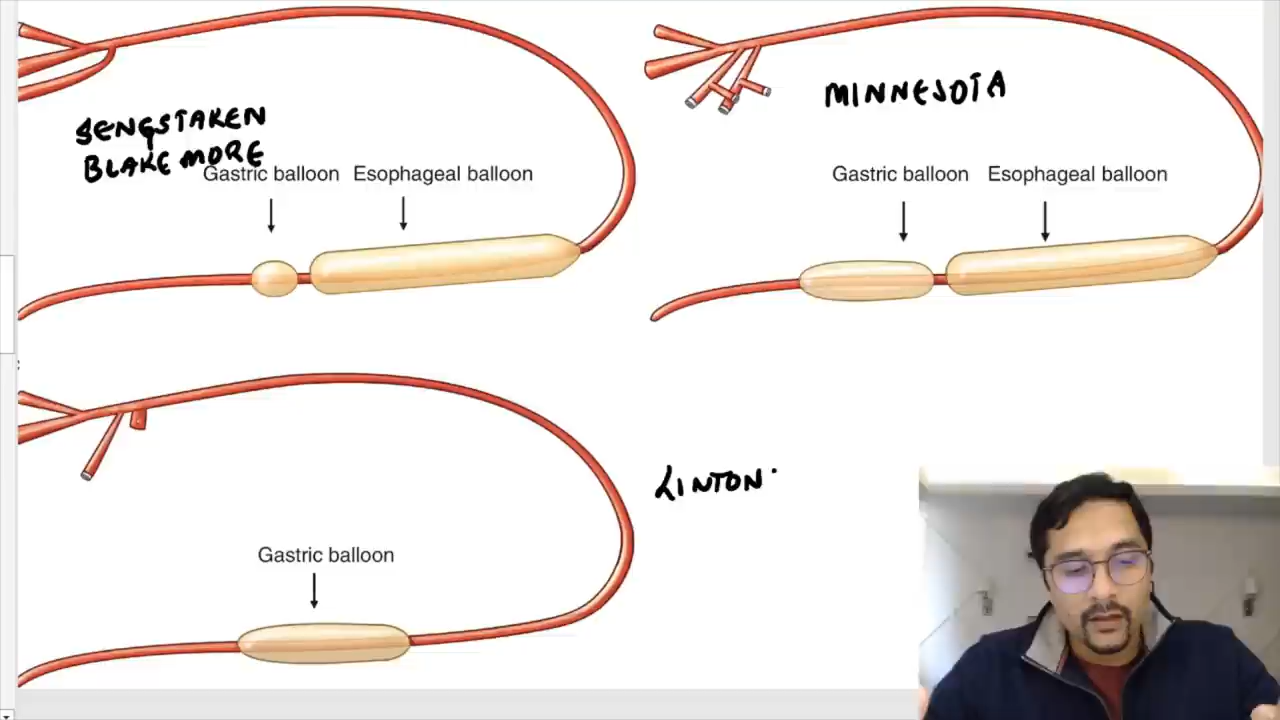 SENGSTAKEN
BLAKEMORE
Gastric balloon Esophageal balloon
MINNESOTA
Gastric balloon Esophageal balloon
LINTON
Gastric balloon